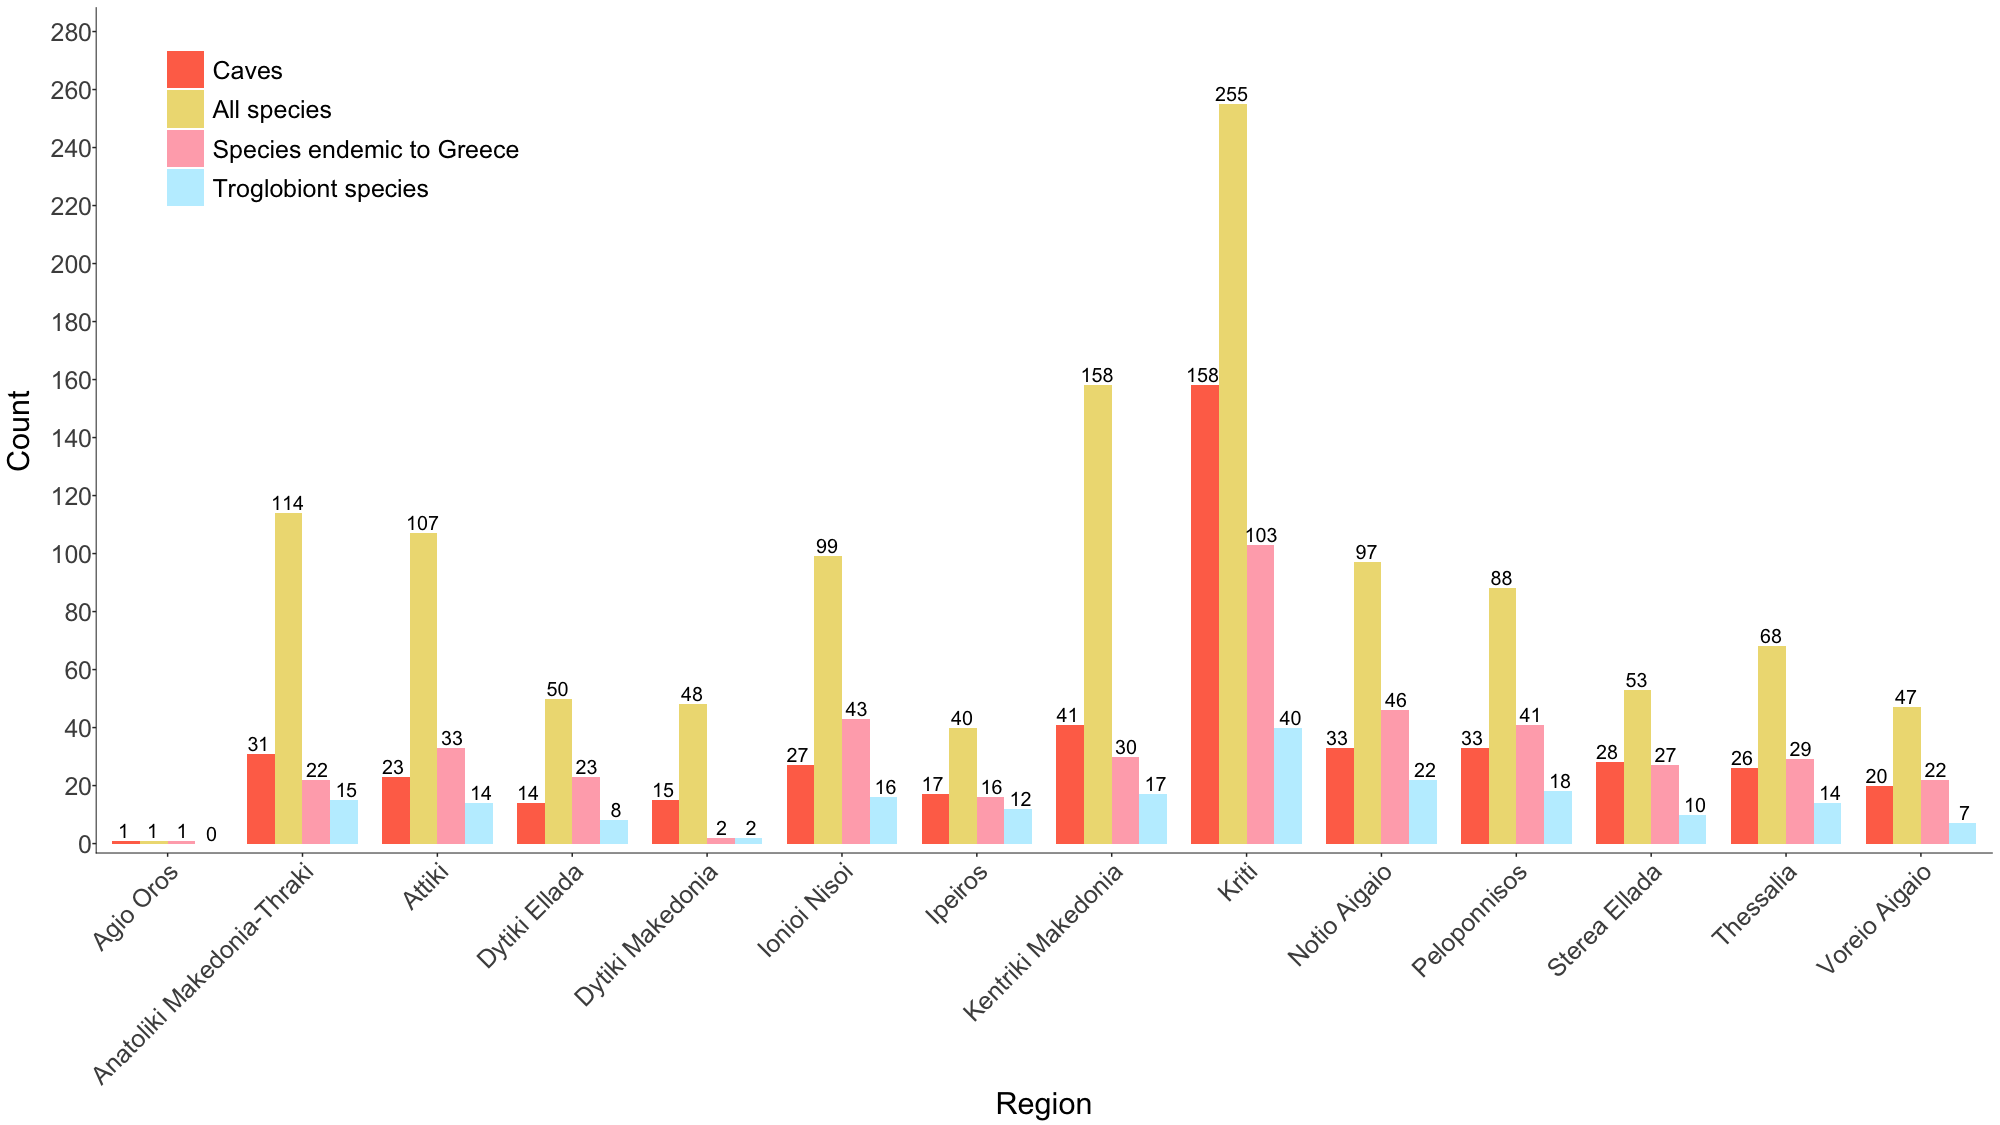 280
260
240
220
200
180
160
140
120
100
80
60
40
20
0
Count
Caves
All species
Species endemic to Greece
Troglobiont species
1 1 1 0
31 114 22 15
23 107 33 14
14 50 23 8
15 48 2 2
27 99 43 16
17 40 16 12
41 158 30 17
158 255 103 40
33 97 46 22
33 88 41 18
28 53 27 10
26 68 29 14
20 47 22 7
Agio Oros
Anatoliki Makedonia-Thraki
Attiki
Dytiki Ellada
Dytiki Makedonia
Ionioi Nisoi
Ipeiros
Kentriki Makedonia
Kriti
Notio Aigaio
Peloponnisos
Sterea Ellada
Thessalia
Voreio Aigaio
Region